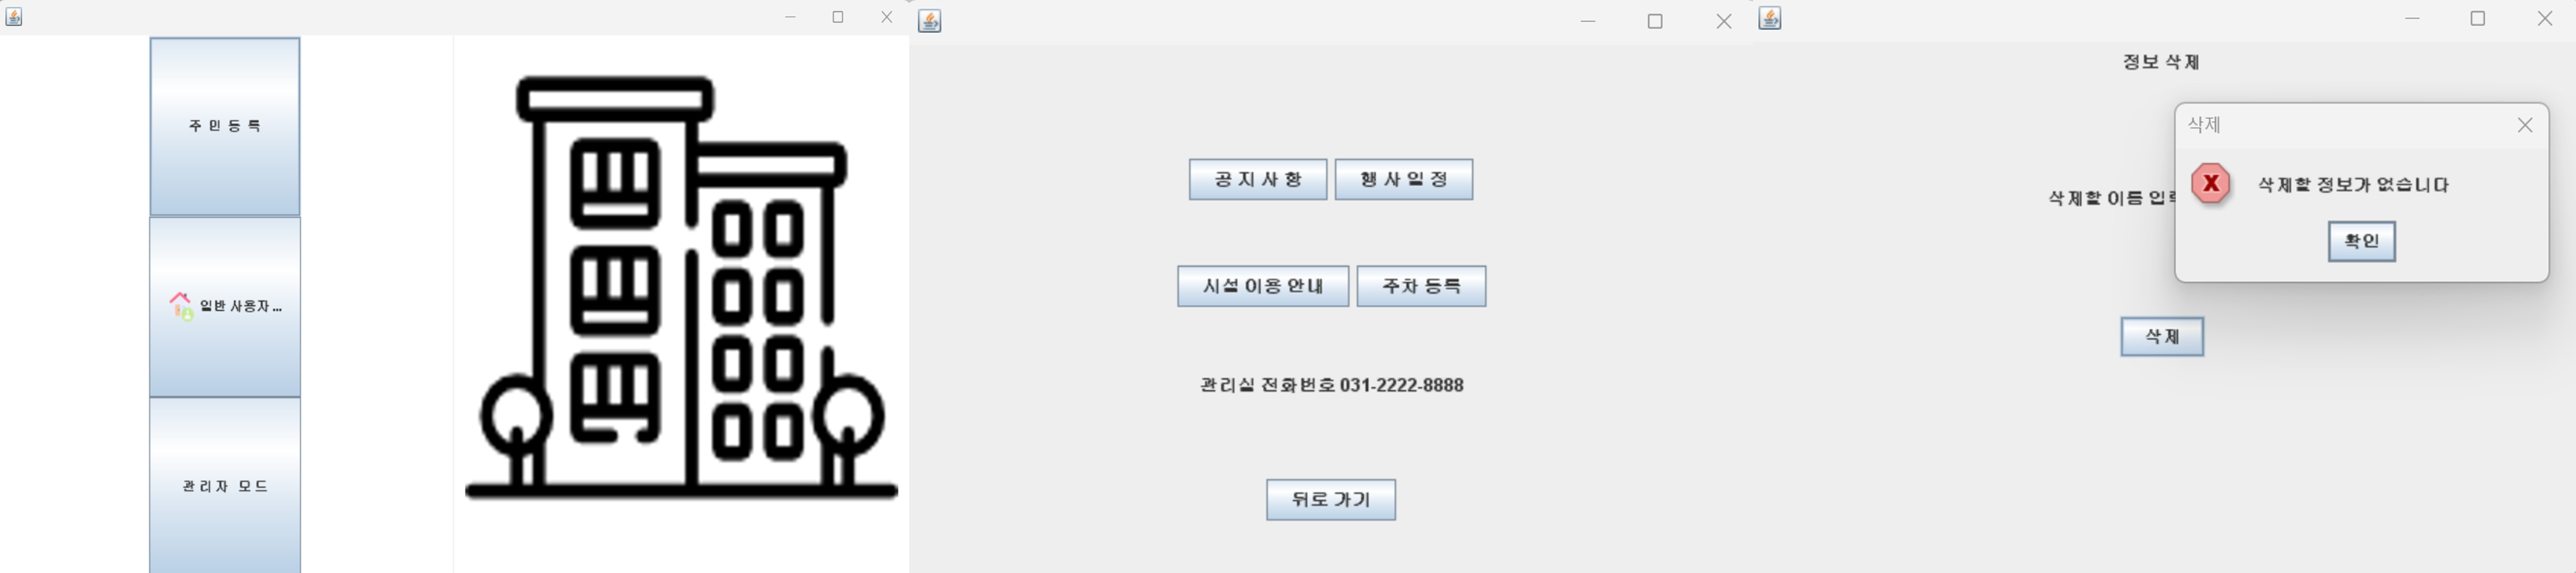 주 민 등 록
일반 사용자...
관리자 모드
공지사항
행사일정
시설 이용 안내
주차 등록
관리실 전화번호 031-2222-8888
뒤로 가기
정보 삭제
삭제할 이름
삭제
삭제
삭제할 정보가 없습니다
확인